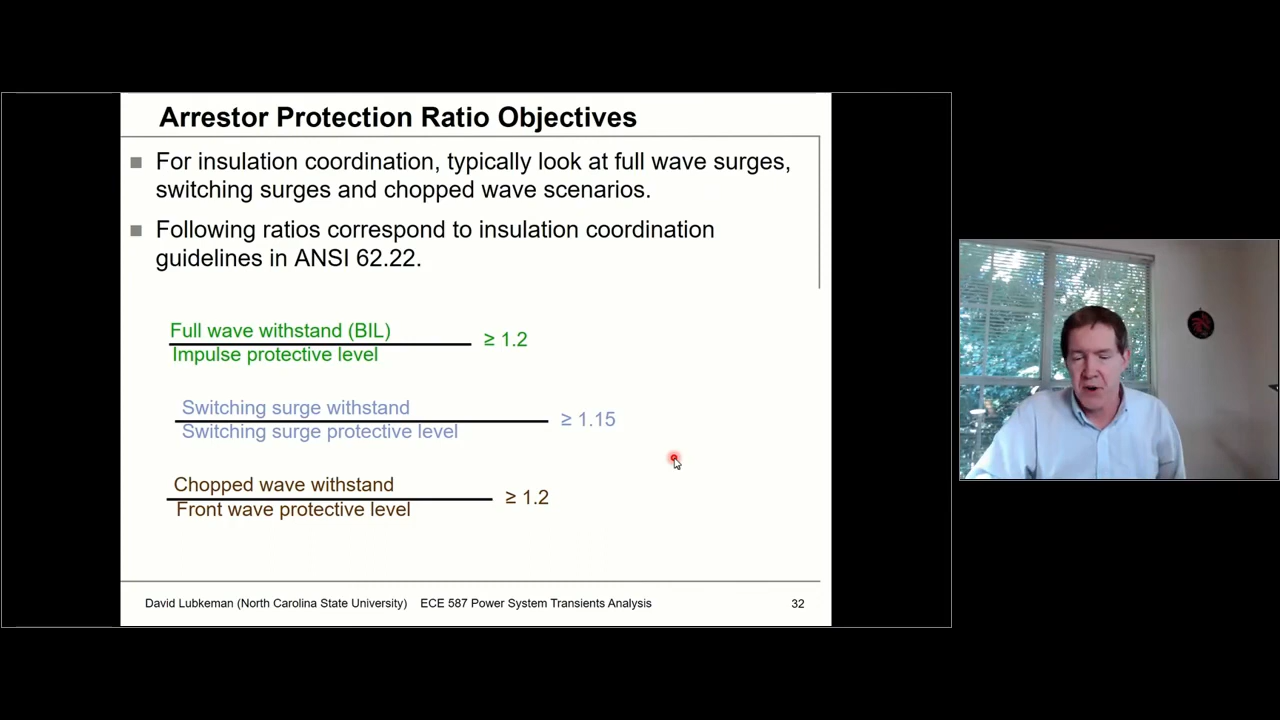 Arrestor Protection Ratio Objectives
For insulation coordination, typically look at full wave surges,
switching surges and chopped wave scenarios.
Following ratios correspond to insulation coordination
guidelines in ANSI 62.22.
Full wave withstand (BIL)
Impulse protective level
≥ 1.2
Switching surge withstand
Switching surge protective level
≥ 1.15
Chopped wave withstand
Front wave protective level
≥ 1.2
David Lubkeman (North Carolina State University) ECE 587 Power System Transients Analysis 32